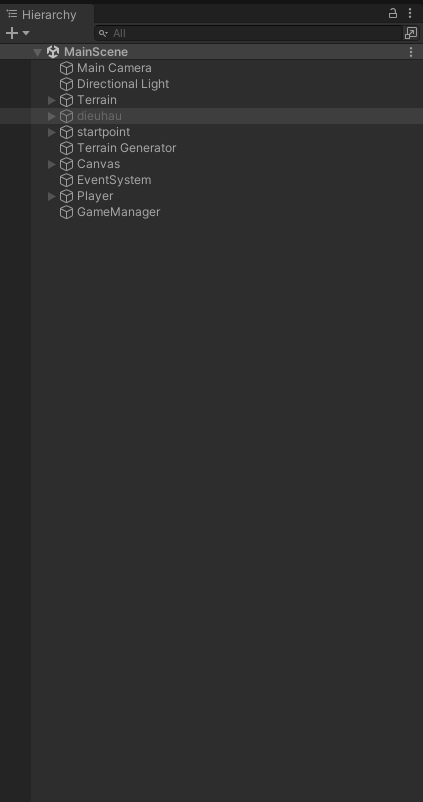 Hierarchy
All
MainScene
Main Camera
Directional Light
Terrain
dieuhau
startpoint
Terrain Generator
Canvas
EventSystem
Player
GameManager